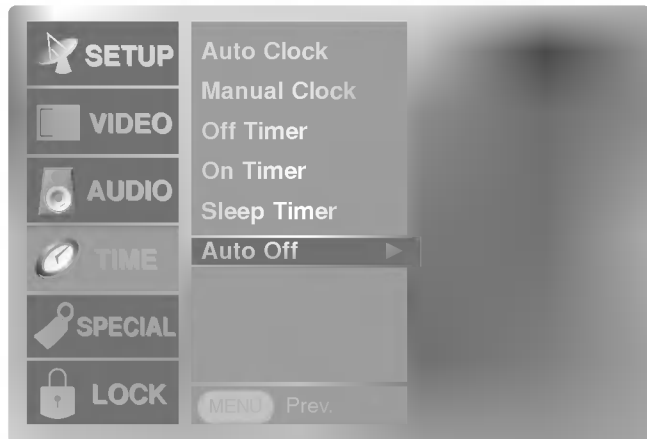 SETUP
VIDEO
AUDIO
TIME
SPECIAL
LOCK
Auto Clock
Manual Clock
Off Timer
On Timer
Sleep Timer
Auto Off
MENU Prev.